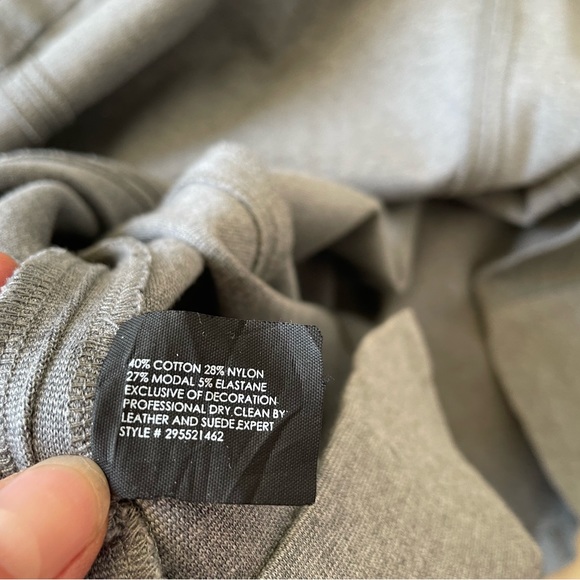 40% COTTON 28% NYLON
27% MODAL 5% ELASTANE
EXCLUSIVE OF DECORATION
PROFESSIONAL DRY CLEAN BY
LEATHER AND SUEDE EXPERT
STYLE # 295521462